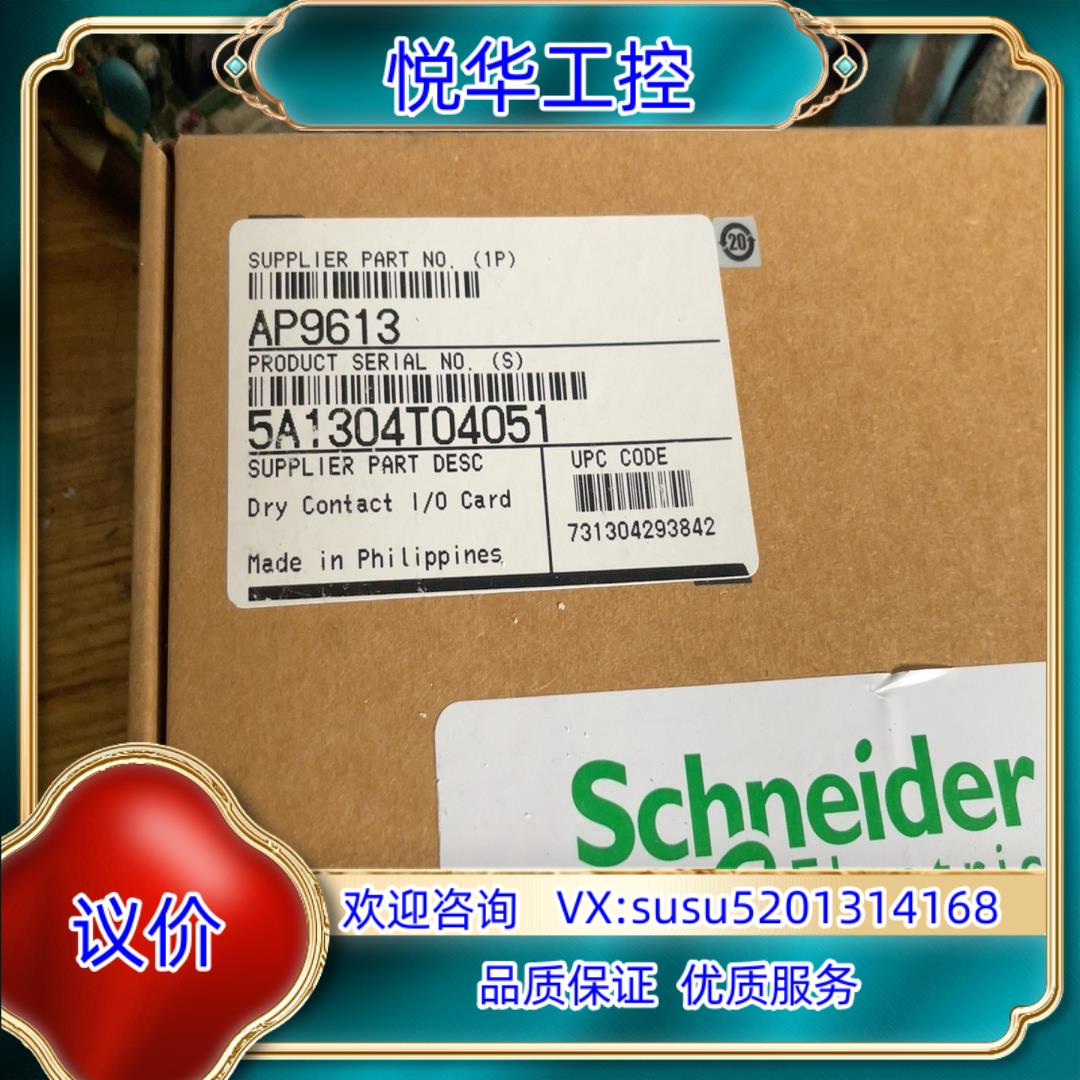 悦华工控
20
SUPPLIER PART NO. (1P)
AP9613
PRODUCT SERIAL NO. (S)
5A1304T04051
SUPPLIER PART DESC
UPC CODE
Dry Contact I/O Card
731304293842
Made in Philippines
Schneider
Electric
欢迎咨询 VX:susu5201314168
议价
品质保证 优质服务